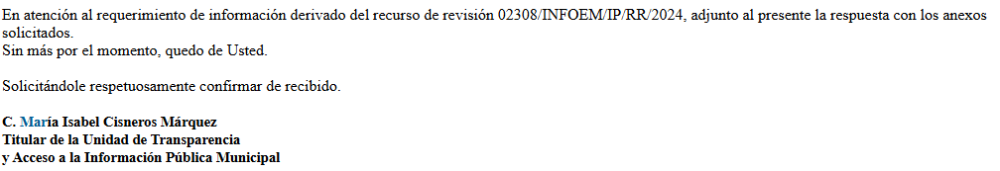 En atención al requerimiento de información derivado del recurso de revisión 02308/INFOEM/IP/RR/2024, adjunto al presente la respuesta con los anexos
solicitados.
Sin más por el momento, quedo de Usted.
Solicitándole respetuosamente confirmar de recibido.
C. María Isabel Cisneros Márquez
Titular de la Unidad de Transparencia
y Acceso a la Información Pública Municipal